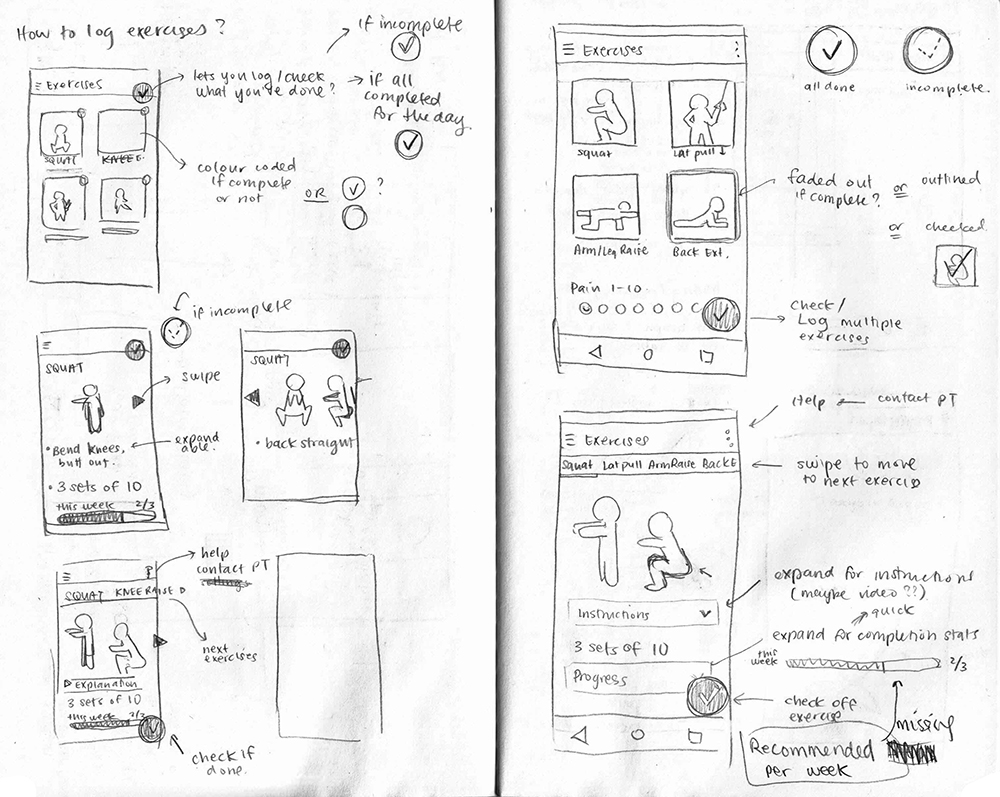 How to log exercises?
if incomplete
Exercises
lets you log/check
what you've done?
if all
completed
for the day
SQUAT
KNEE E.
colour coded
if complete
or not
OR
?
if incomplete
SQUAT
swipe
• Bend knees,
butt out.
expand
able.
• 3 sets of 10
this week 2/3
SQUAT
• back straight
help
contact PT
SQUAT KNEE RAISE
next
exercises
Explanation
3 sets of 10
this week 2/3
check if
done.
Exercises
all done
incomplete.
squat
Lat pull ↓
Arm/Leg Raise
Back Ext.
faded out
if complete?
or
outlined
or
checked
Pain 1-10.
check/
Log multiple
exercises
Help
contact PT
Exercises
Squat Lat pull Arm Raise BACK E
swipe to move
to next exercise
expand for instructions
(maybe video ??).
quick
Instructions
expand for completion stats
3 sets of 10
this
week
2/3
Progress
check off
exercise
missing
Recommended
per week